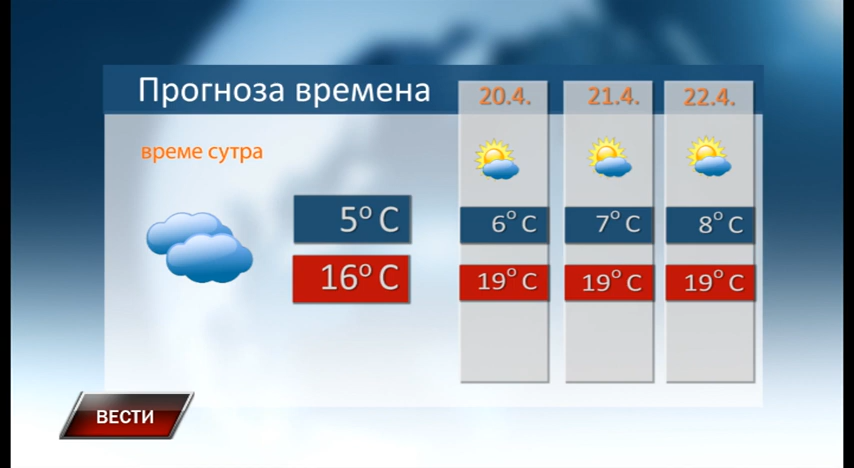 Прогноза времена
време сутра
5° C
16° C
20.4.
6° C
19° C
21.4.
7° C
19° C
22.4.
8° C
19° C
ВЕСТИ